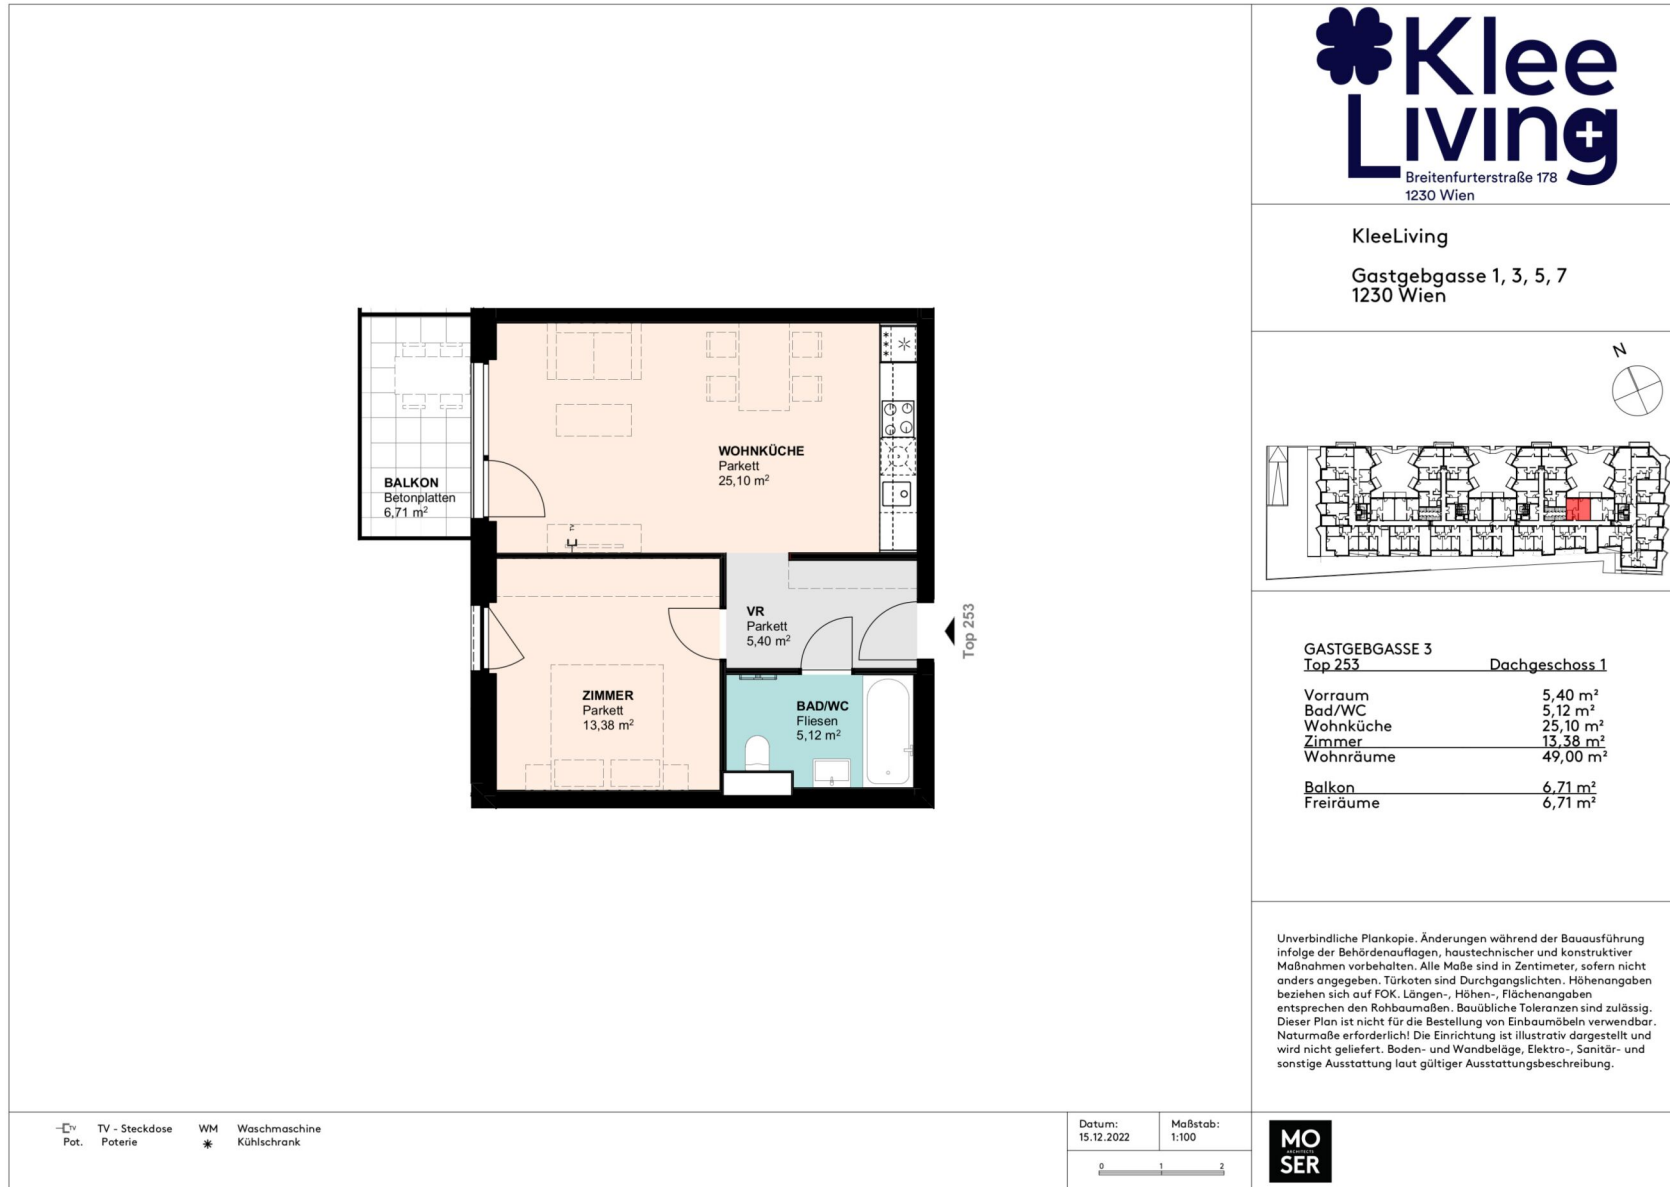 Klee
Living
Breitenfurterstraße 178
1230 Wien
KleeLiving
Gastgebgasse 1, 3, 5, 7
1230 Wien
N
WOHNKÜCHE
Parkett
25,10 m²
BALKON
Betonplatten
6,71 m²
VR
Parkett
5,40 m²
Top 253
ZIMMER
Parkett
13,38 m²
BAD/WC
Fliesen
5,12 m²
GASTGEBGASSE 3
Top 253 Dachgeschoss 1
Vorraum 5,40 m²
Bad/WC 5,12 m²
Wohnküche 25,10 m²
Zimmer 13,38 m²
Wohnräume 49,00 m²
Balkon 6,71 m²
Freiräume 6,71 m²
Unverbindliche Plankopie. Änderungen während der Bauausführung
infolge der Behördenauflagen, haustechnischer und konstruktiver
Maßnahmen vorbehalten. Alle Maße sind in Zentimeter, sofern nicht
anders angegeben. Türkoten sind Durchgangslichten. Höhenangaben
beziehen sich auf FOK. Längen-, Höhen-, Flächenangaben
entsprechen den Rohbaumaßen. Bauübliche Toleranzen sind zulässig.
Dieser Plan ist nicht für die Bestellung von Einbaumöbeln verwendbar.
Naturmaße erforderlich! Die Einrichtung ist illustrativ dargestellt und
wird nicht geliefert. Boden- und Wandbeläge, Elektro-, Sanitär- und
sonstige Ausstattung laut gültiger Ausstattungsbeschreibung.
TV TV - Steckdose WM Waschmaschine
Pot. Poterie Kühlschrank
Datum:
15.12.2022
Maßstab:
1:100
0 1 2
MO
ARCHITECTS
SER